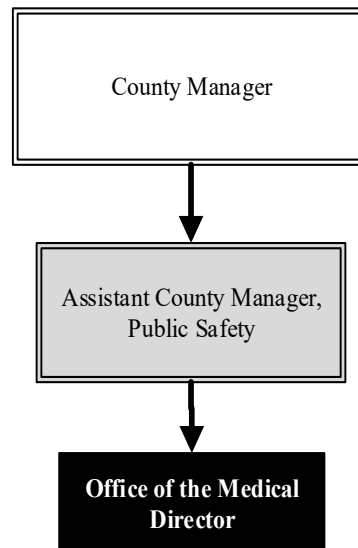 County Manager
Assistant County Manager,
Public Safety
Office of the Medical
Director